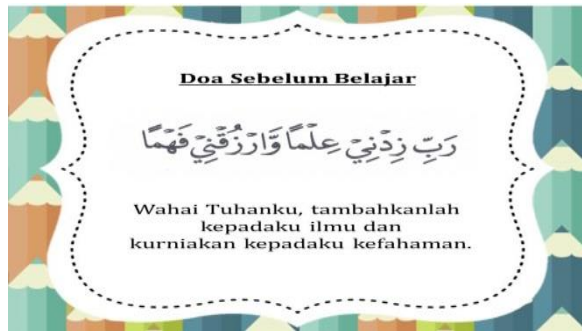 Doa Sebelum Belajar
رَبِّ زِدْنِيْ عِلْمًا وَّارْزُقْنِيْ فَهْمًا
Wahai Tuhanku, tambahkanlah
kepadaku ilmu dan
kurniakan kepadaku kefahaman.